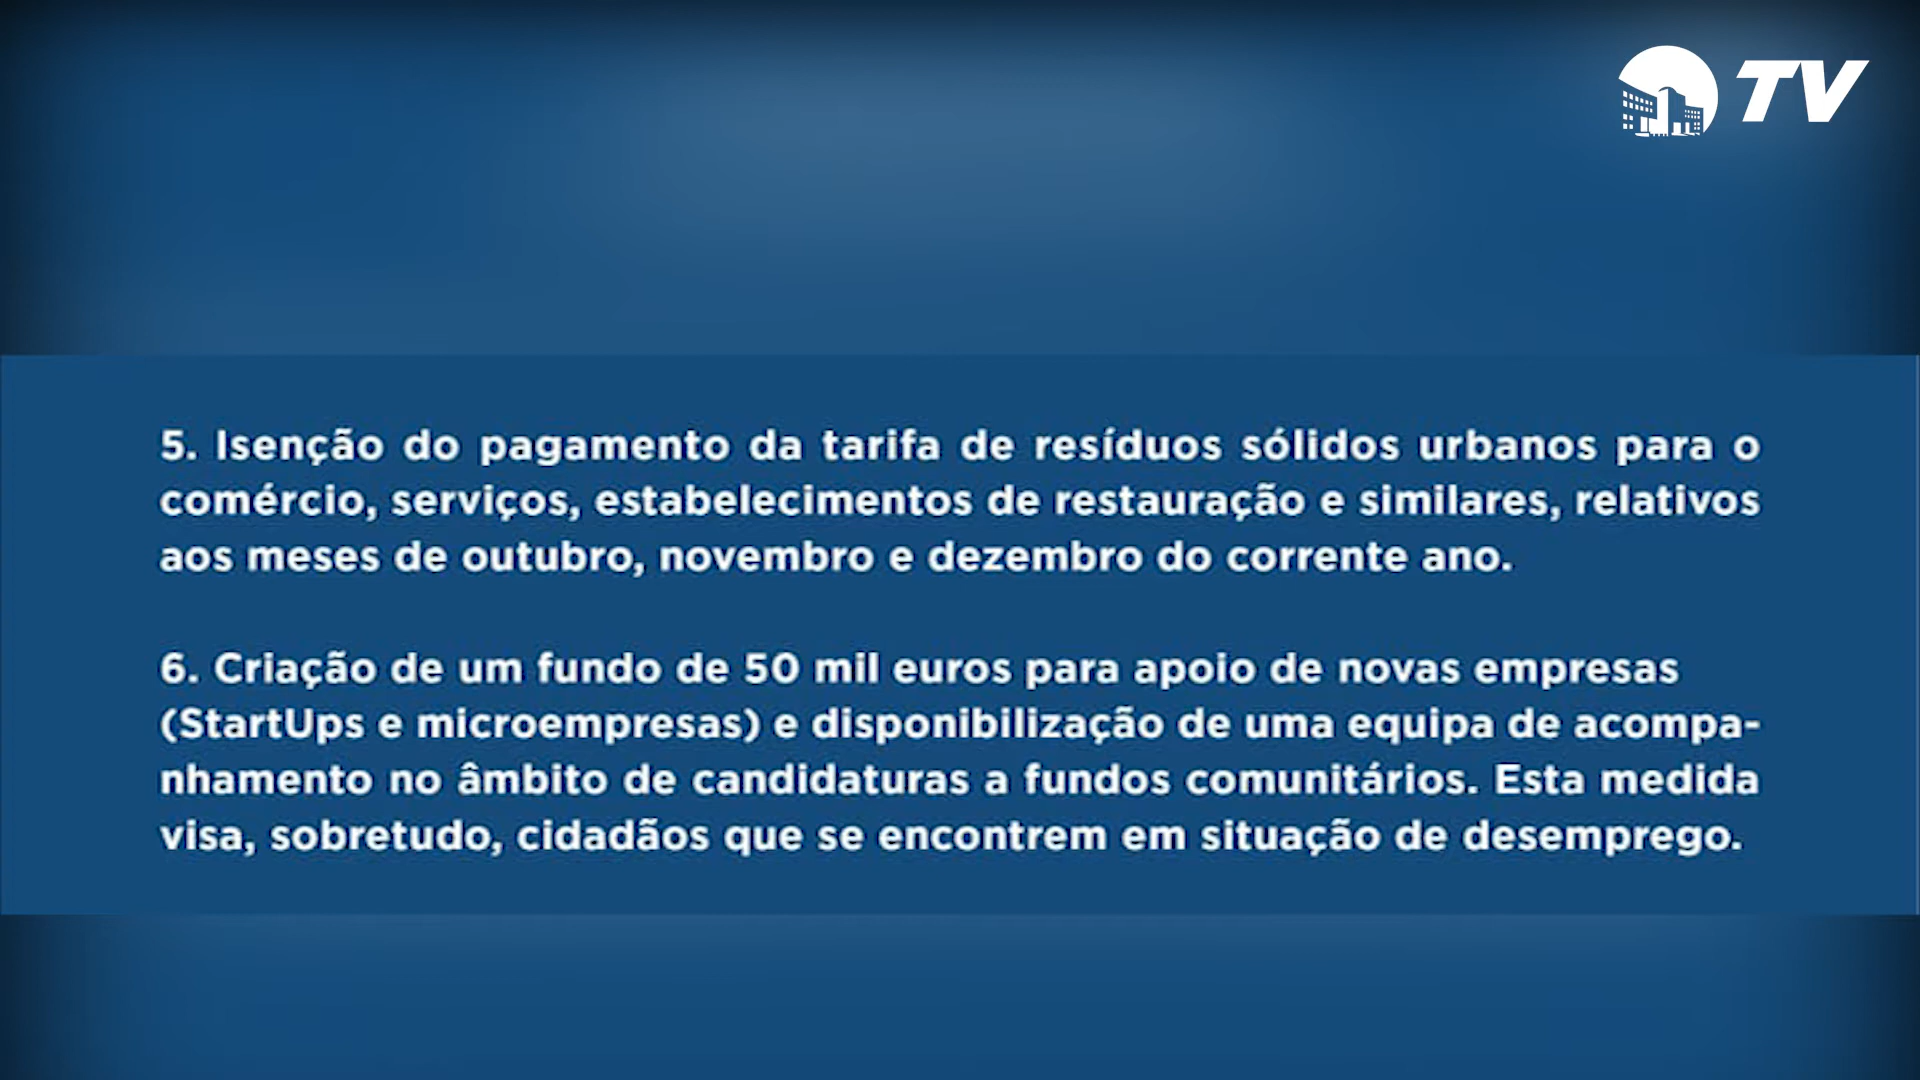 TV
5. Isenção do pagamento da tarifa de resíduos sólidos urbanos para o
comércio, serviços, estabelecimentos de restauração e similares, relativos
aos meses de outubro, novembro e dezembro do corrente ano.
6. Criação de um fundo de 50 mil euros para apoio de novas empresas
(StartUps e microempresas) e disponibilização de uma equipa de acompa-
nhamento no âmbito de candidaturas a fundos comunitários. Esta medida
visa, sobretudo, cidadãos que se encontrem em situação de desemprego.